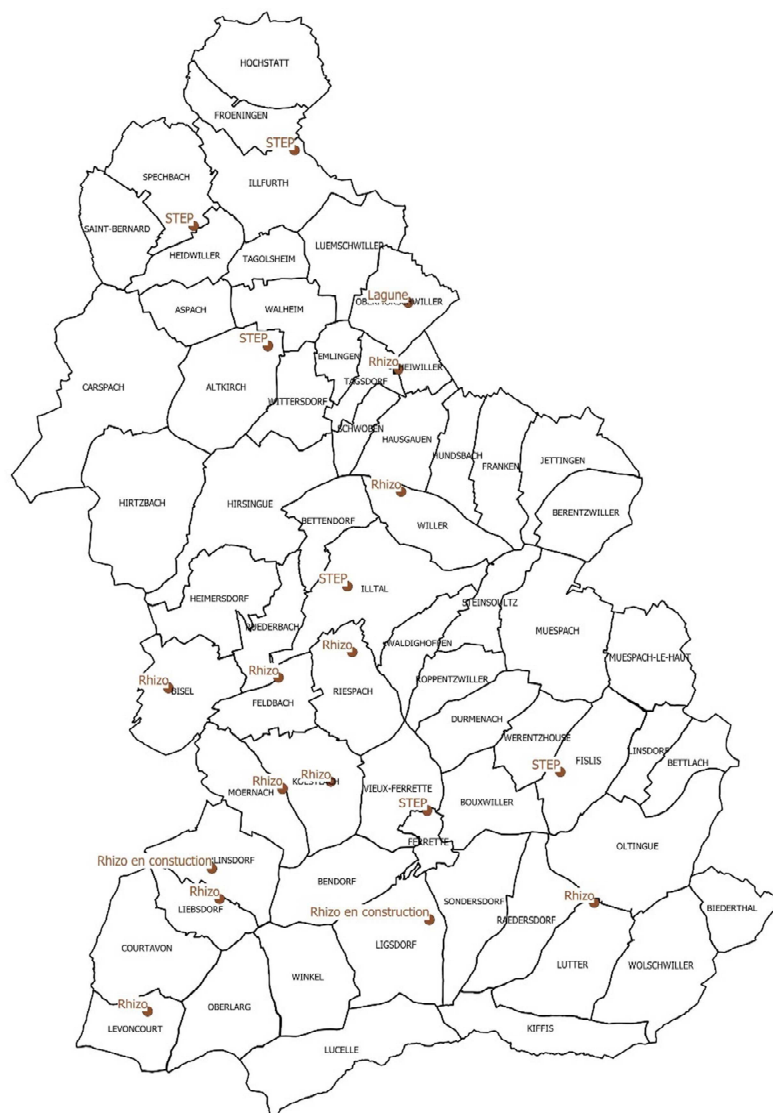 HOCHSTATT
FROENINGEN
STEP
SPECHBACH
ILLFURTH
STEP
SAINT-BERNARD
LUEMSCHWILLER
HEIDWILLER
TAGOLSHEIM
Lagune
ASPACH
WALHEIM
STEP
EMLINGEN
Rhizo
HEIWILLER
TAGSDORF
CARSPACH
ALTKIRCH
WITTERSDORF
SCHWOBEN
HAUSGAUEN
HUNDSBACH
JETTINGEN
FRANKEN
Rhizo
HIRTZBACH
HIRSINGUE
BERENTZWILLER
BETTENDORF
WILLER
STEP
ILLTAL
HEIMERSDORF
STEINSOULTZ
RUEDERBACH
WALDIGHOFFEN
MUESPACH
Rhizo
MUESPACH-LE-HAUT
Rhizo
ROPPENTZWILLER
Rhizo
BISEL
RIESPACH
FELDBACH
DURMENACH
WERENTZHOUSE
LINSDORF
STEP
FISLIS
BETTLACH
Rhizo
Rhizo
MOERNACH
VIEUX-FERRETTE
BOUXWILLER
STEP
FERRETTE
OLTINGUE
Rhizo en constuction
LINSDORF
BENDORF
Rhizo
Rhizo
SONDERSDORF
LIEBSDORF
BIEDERTHAL
Rhizo en construction
RAEDERSDORF
COURTAVON
LIGSDORF
LUTTER
WOLSCHWILLER
WINKEL
Rhizo
OBERLARG
LEVONCOURT
KIFFIS
LUCELLE